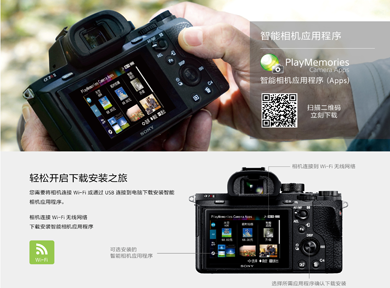 智能相机应用程序
PlayMemories
Camera Apps
智能相机应用程序 (Apps)
扫描二维码
立刻下载
SONY
轻松开启下载安装之旅
您需要将相机连接 Wi-Fi 或通过 USB 连接到电脑下载安装智能
相机应用程序。
相机连接 Wi-Fi 无线网络
下载安装智能相机应用程序
Wi-Fi
相机连接到 Wi-Fi 无线网络
可选安装的
智能相机应用程序
SONY
选择所需应用程序确认下载安装